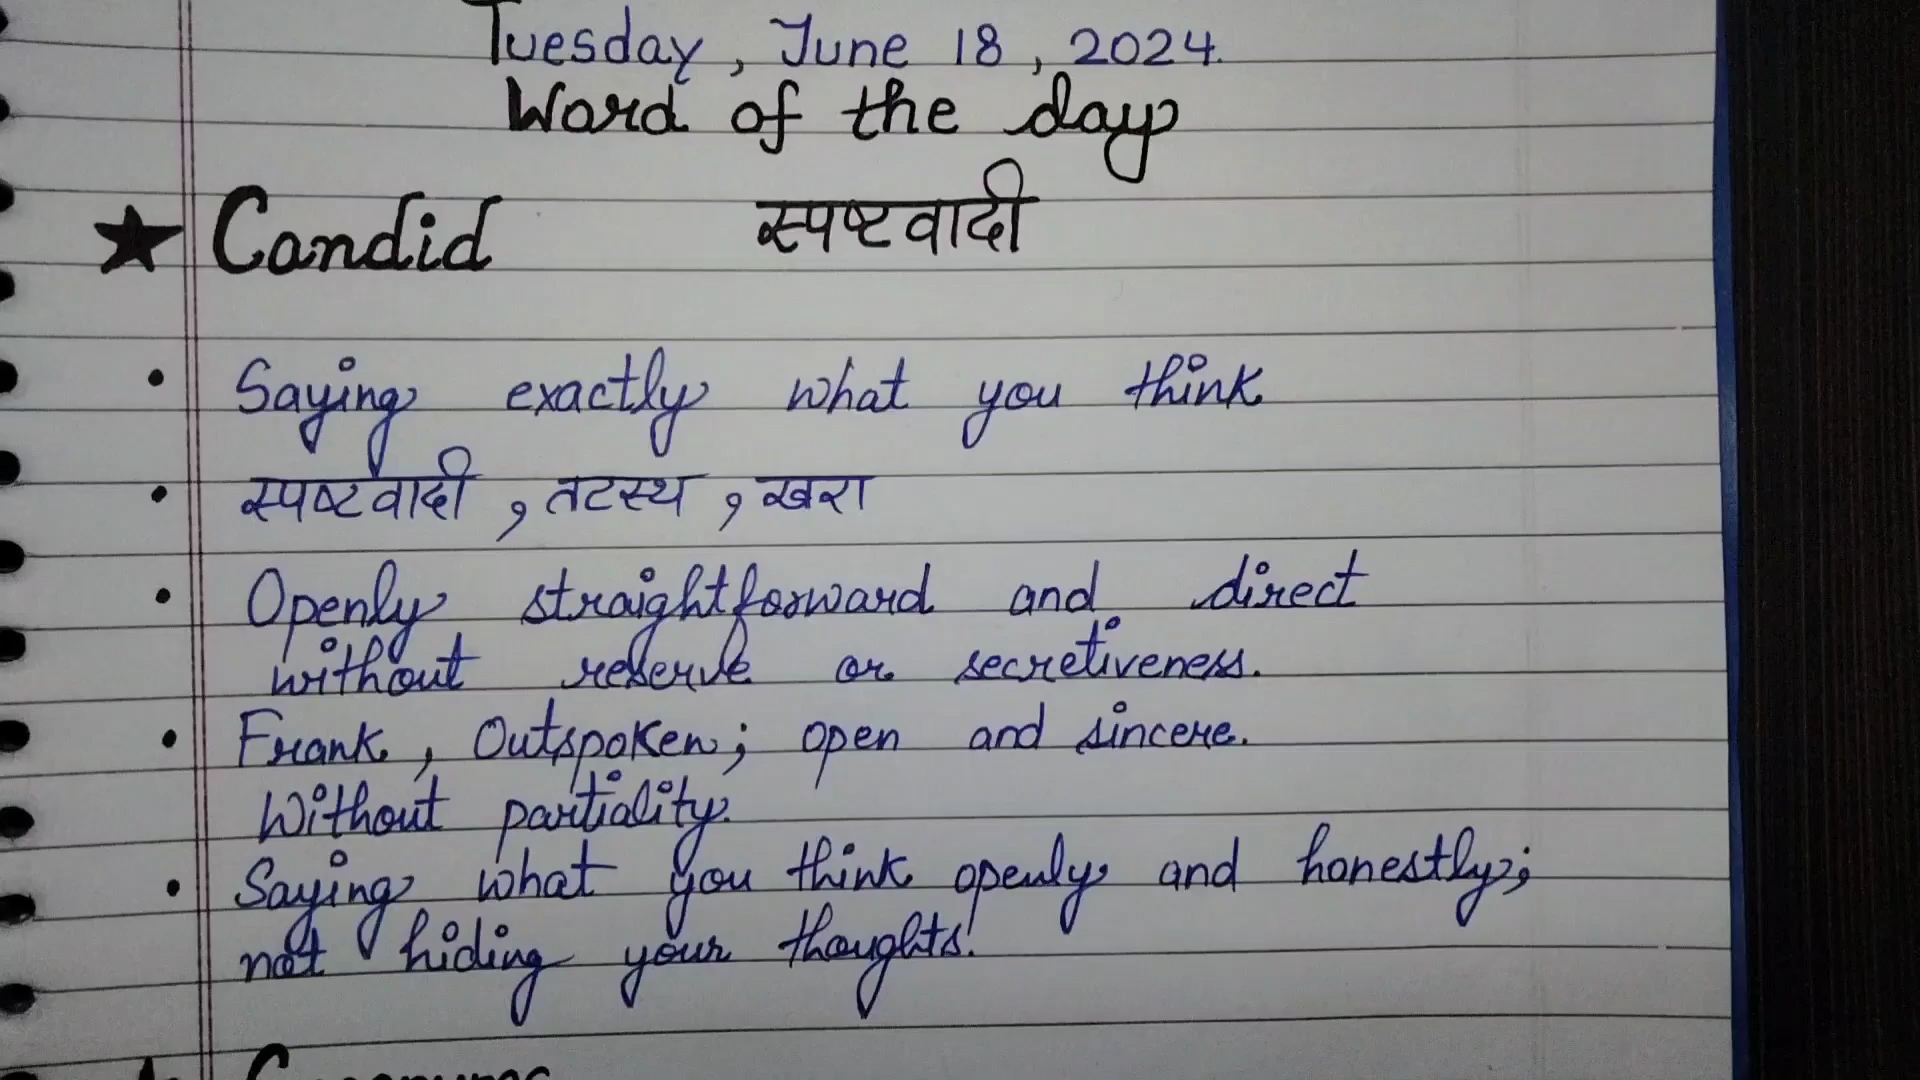 Tuesday, June 18, 2024.
Word of the day
★ Candid स्पष्टवादी
• Saying exactly what you think
• स्पष्टवादी, तटस्थ, खरा
• Openly straightforward and direct
without reserve or secretiveness.
• Frank, Outspoken; open and sincere.
Without partiality.
• Saying what you think openly and honestly;
not hiding your thoughts.